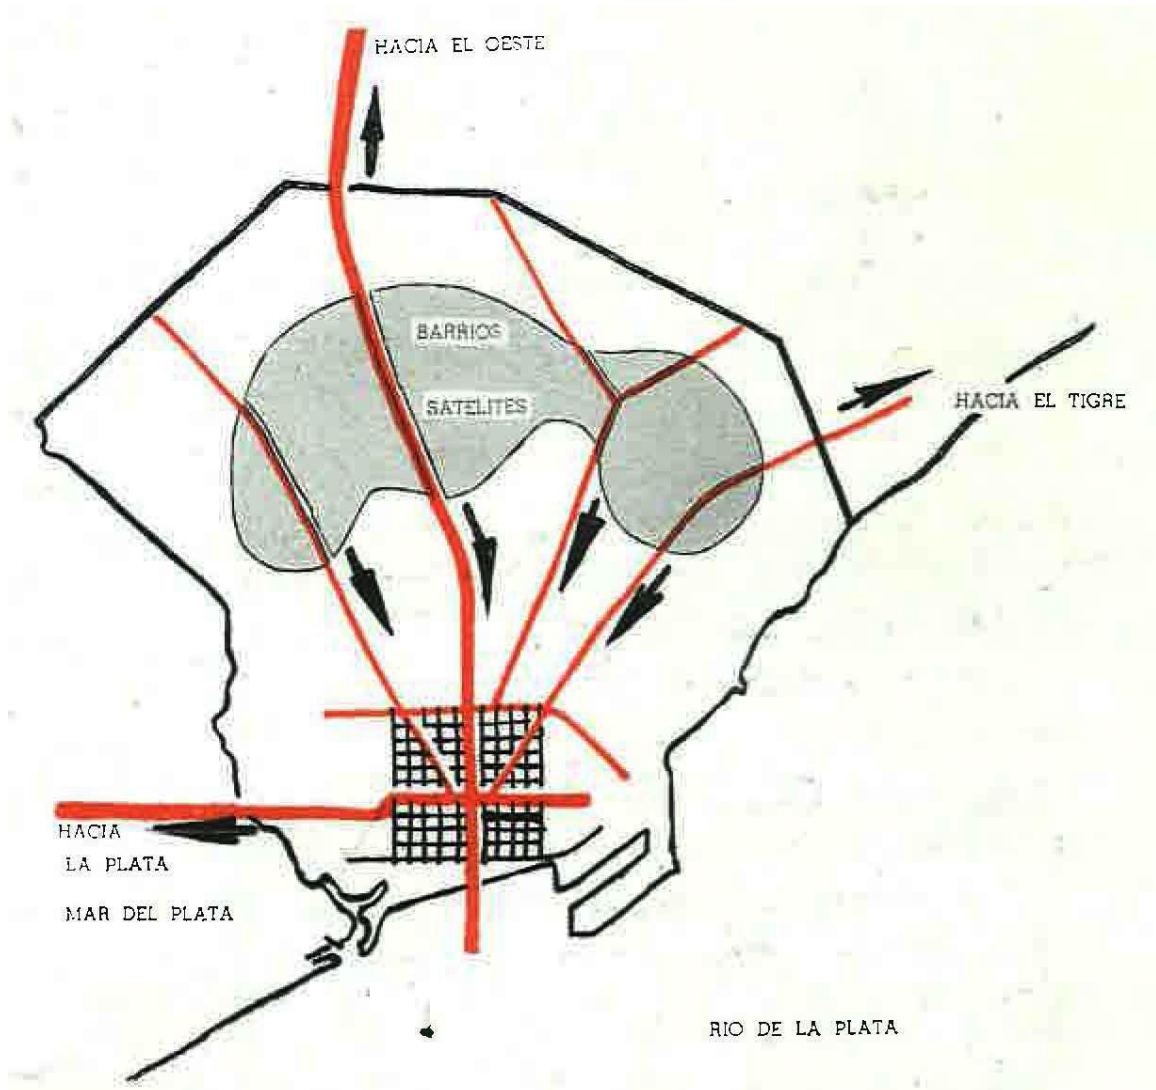 HACIA EL OESTE
BARRIOS
SATELITES
HACIA EL TIGRE
HACIA
LA PLATA
MAR DEL PLATA
RIO DE LA PLATA